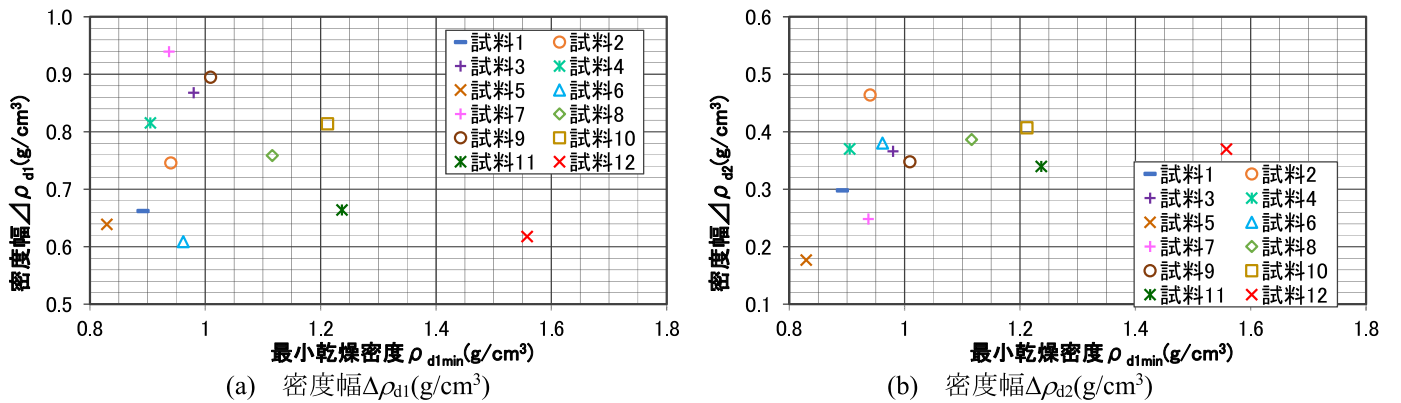 1.0
0.9
0.8
0.7
0.6
0.5
密度幅⊿ρd1(g/cm3)
試料1 試料2
試料3 試料4
試料5 試料6
試料7 試料8
試料9 試料10
試料11 試料12
0.8 1 1.2 1.4 1.6 1.8
最小乾燥密度ρd1min(g/cm³)
(a) 密度幅Δρd1(g/cm³)
0.6
0.5
0.4
0.3
0.2
0.1
密度幅⊿ρd2(g/cm3)
試料1 試料2
試料3 試料4
試料5 試料6
試料7 試料8
試料9 試料10
試料11 試料12
0.8 1 1.2 1.4 1.6 1.8
最小乾燥密度ρd1min(g/cm³)
(b) 密度幅Δρd2(g/cm³)